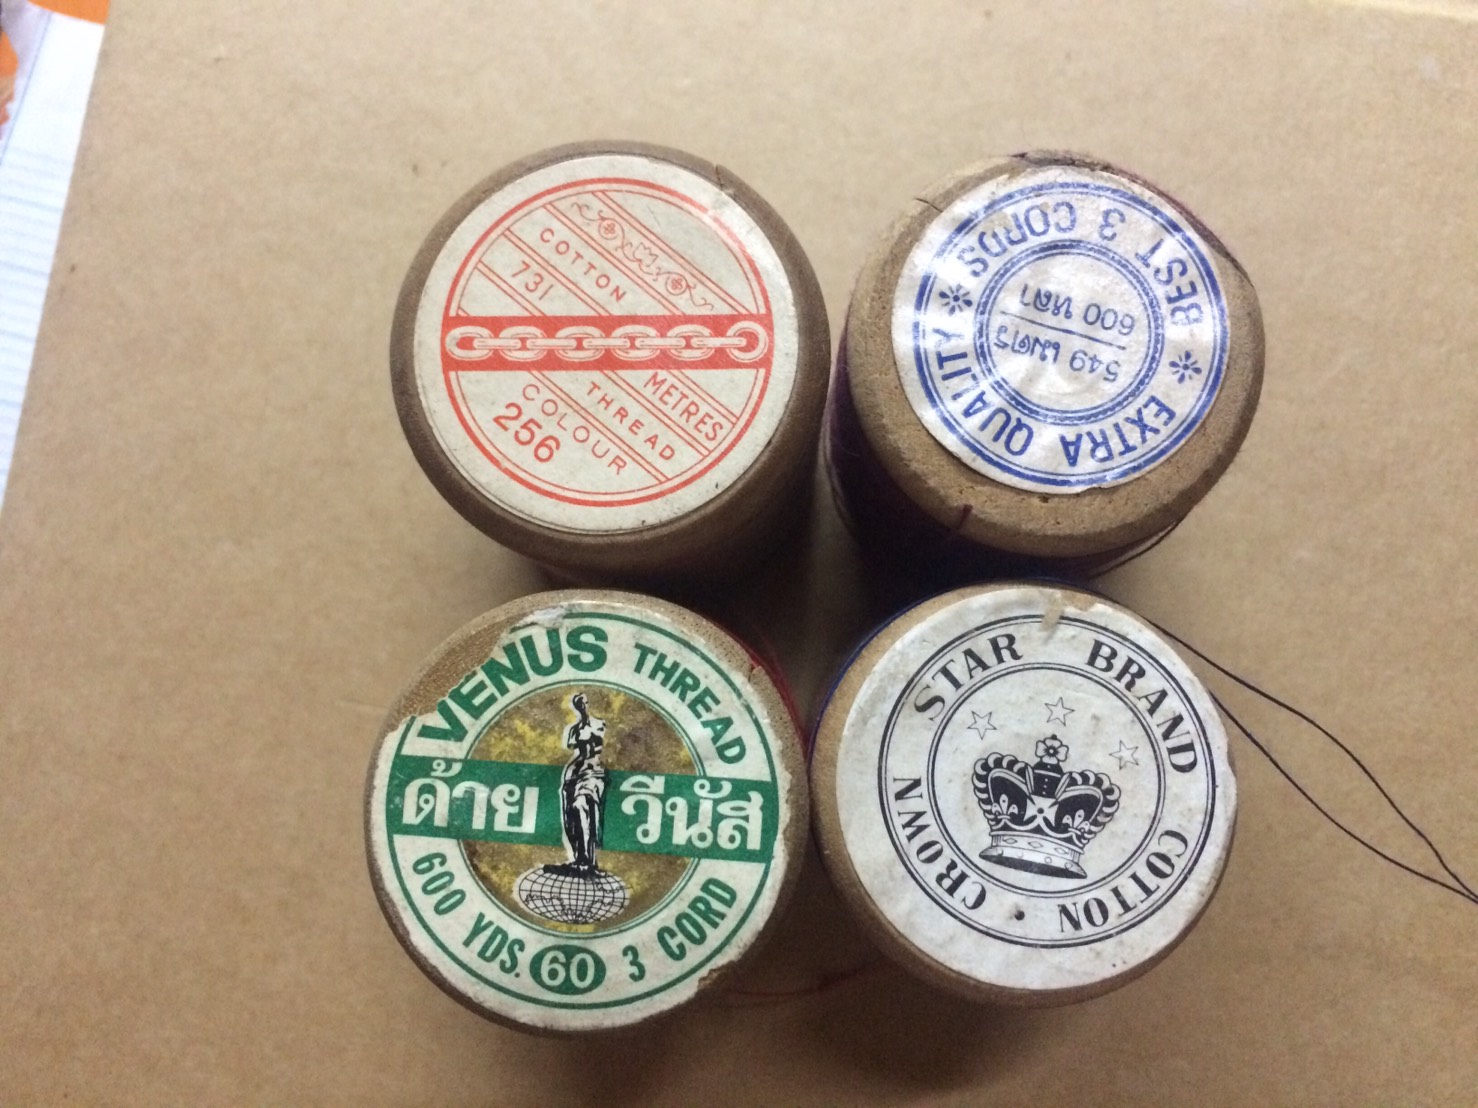 COTTON
731
METRES
THREAD
COLOUR
256
BEST 3 CORDS
EXTRA QUALITY
549 เมตร
600 หลา
VENUS THREAD
ด้าย วีนัส
600 YDS. 60 3 CORD
STAR BRAND COTTON
CROWN